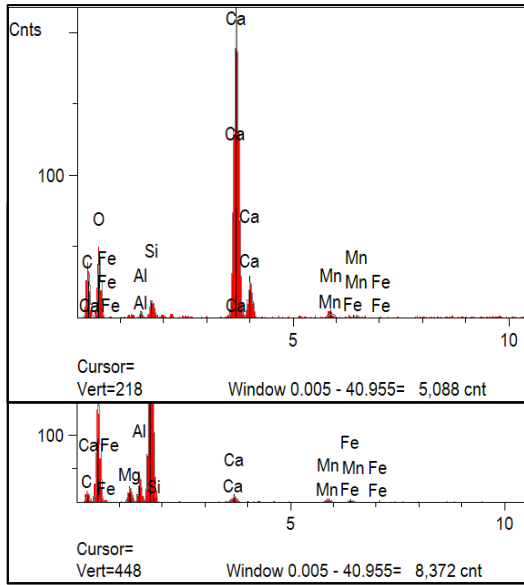 Ca
Cnts
Ca
100
O
Ca
C
Fe
Si
Ca
Mn
Fe
Al
Mn
Mn
Fe
Ca
Fe
Al
Ca
Mn
Fe
Fe
5
10
Cursor=
Vert=218 Window 0.005 - 40.955= 5,088 cnt
100
Al
Fe
Ca
Fe
Ca
Mg
Mn
Mn
Fe
C
Fe
Si
Ca
Mn
Fe
Fe
5
10
Cursor=
Vert=448 Window 0.005 - 40.955= 8,372 cnt